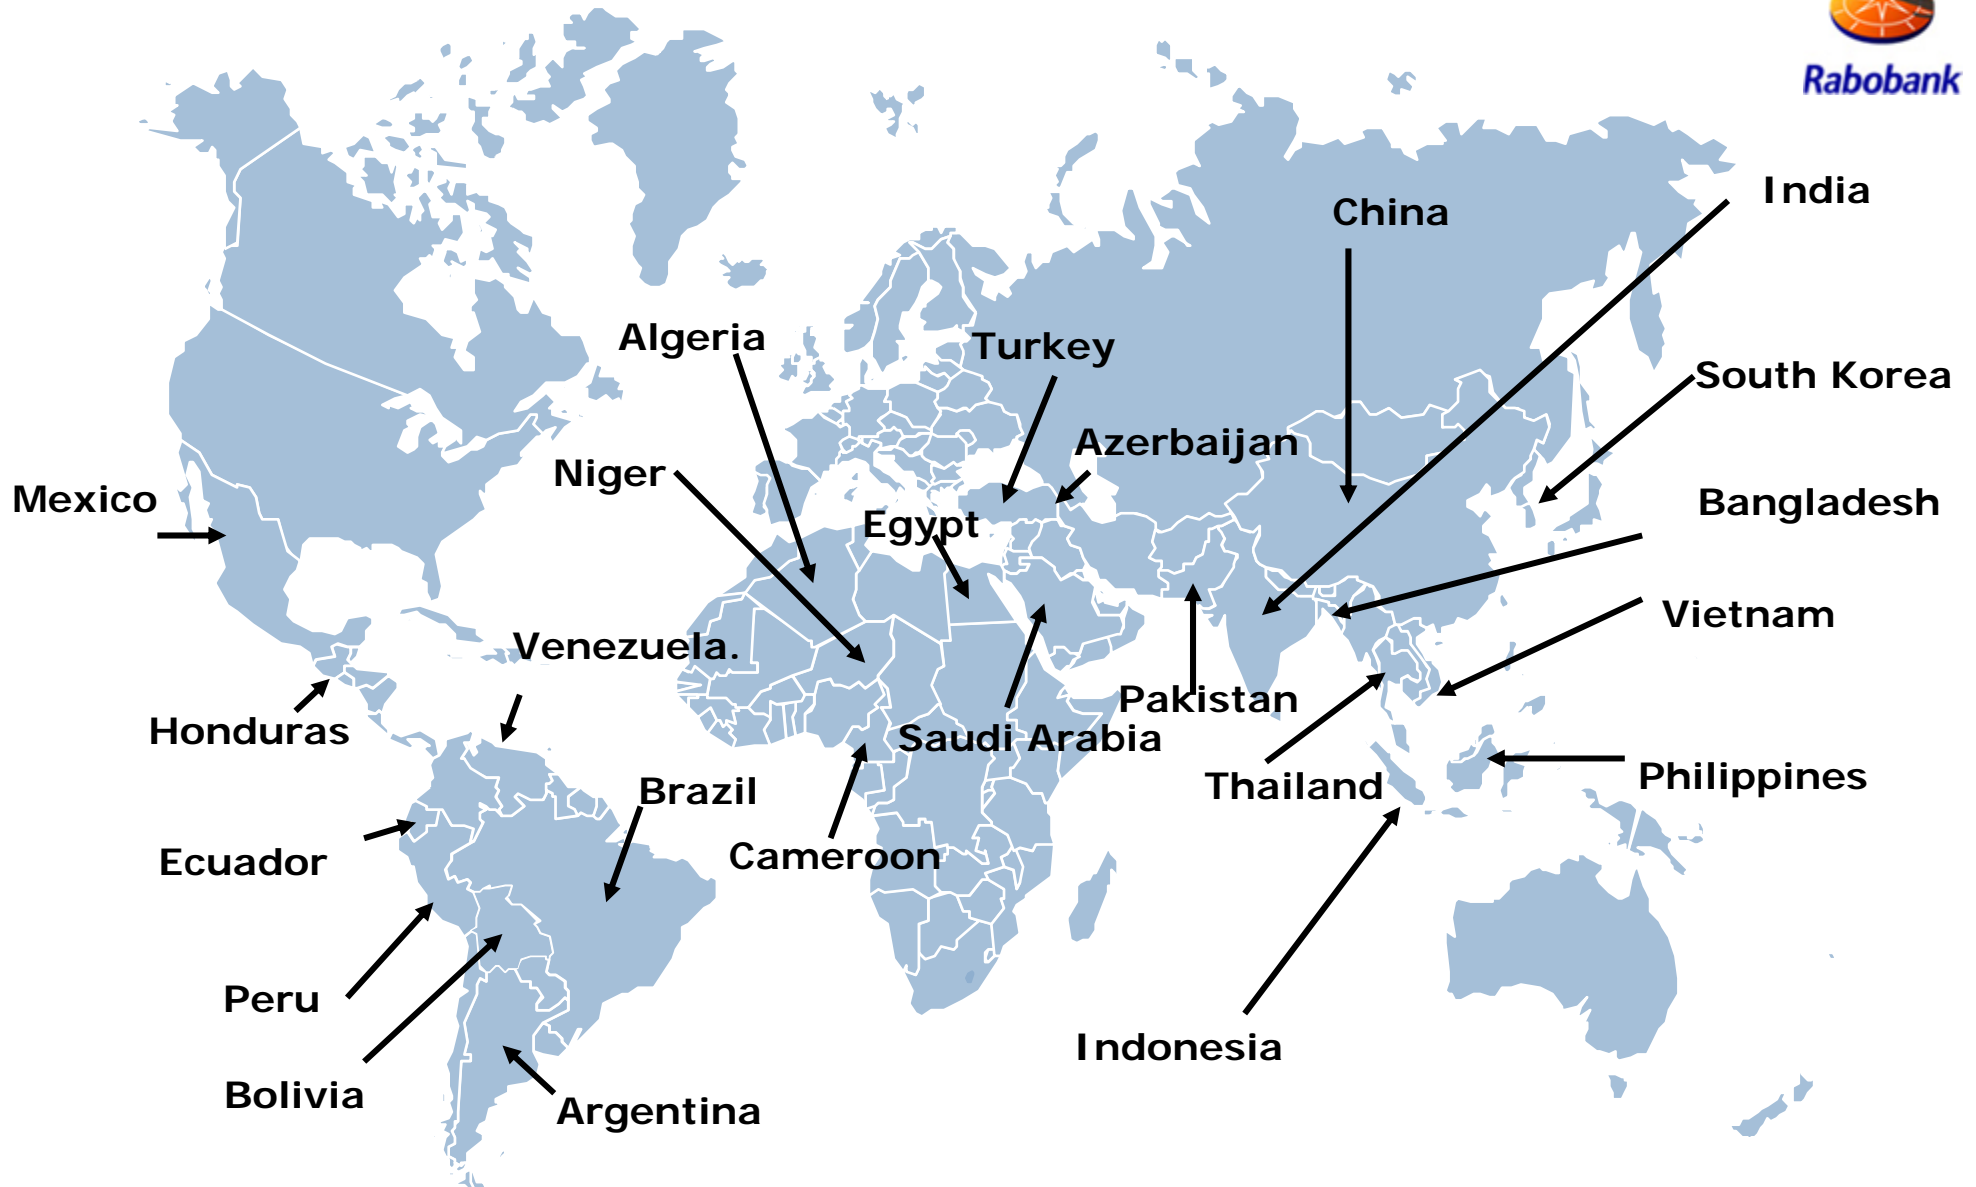 Rabobank
India
China
Algeria
Turkey
South Korea
Azerbaijan
Niger
Mexico
Bangladesh
Egypt
Vietnam
Venezuela.
Pakistan
Honduras
Saudi Arabia
Philippines
Thailand
Brazil
Cameroon
Ecuador
Peru
Indonesia
Bolivia
Argentina